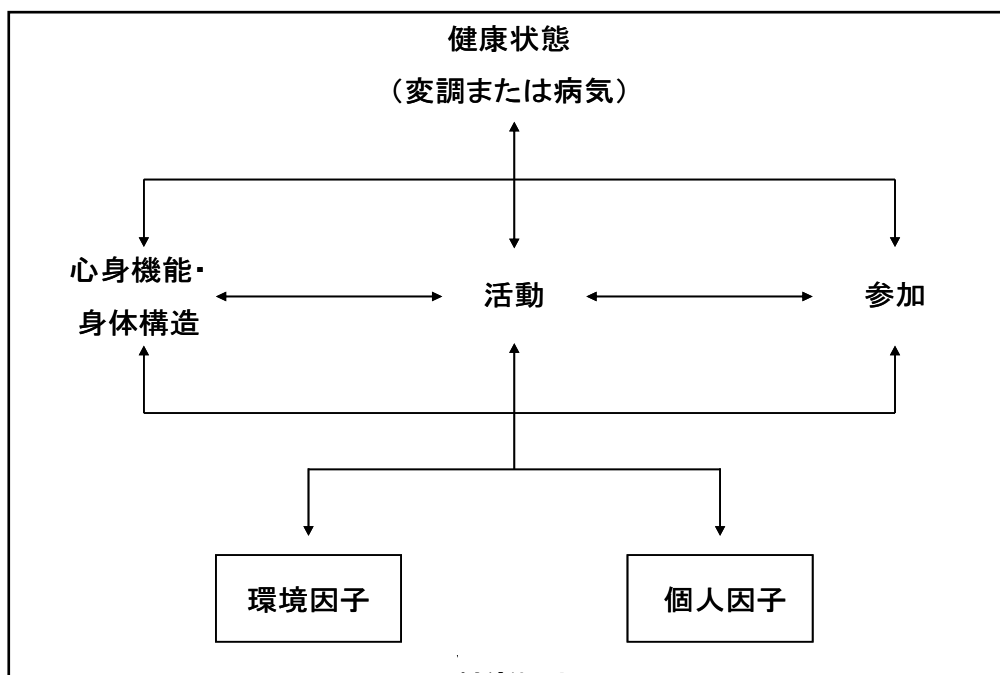 健康状態
（変調または病気）
心身機能・
身体構造
活動
参加
環境因子
個人因子